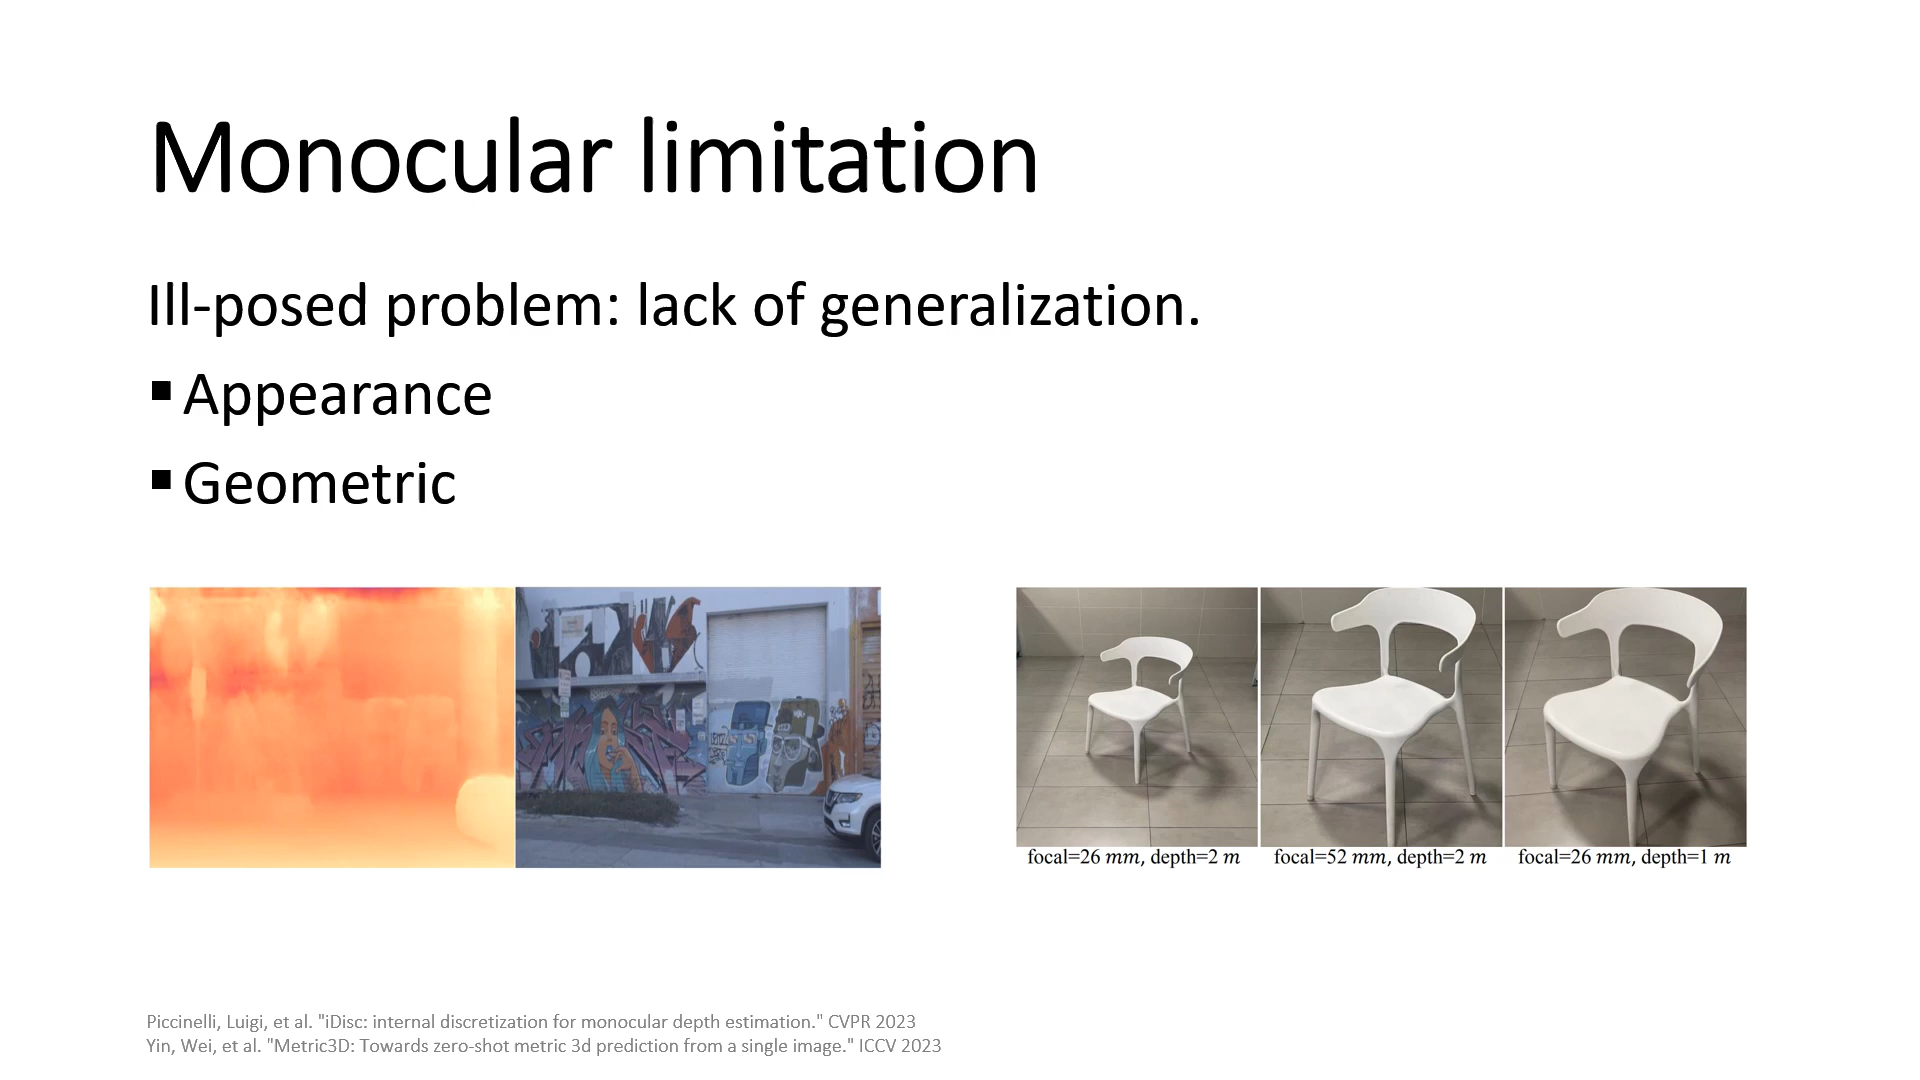 Monocular limitation
Ill-posed problem: lack of generalization.
▪ Appearance
▪ Geometric
focal=26 mm, depth=2 m
focal=52 mm, depth=2 m
focal=26 mm, depth=1 m
Piccinelli, Luigi, et al. "iDisc: internal discretization for monocular depth estimation." CVPR 2023
Yin, Wei, et al. "Metric3D: Towards zero-shot metric 3d prediction from a single image." ICCV 2023